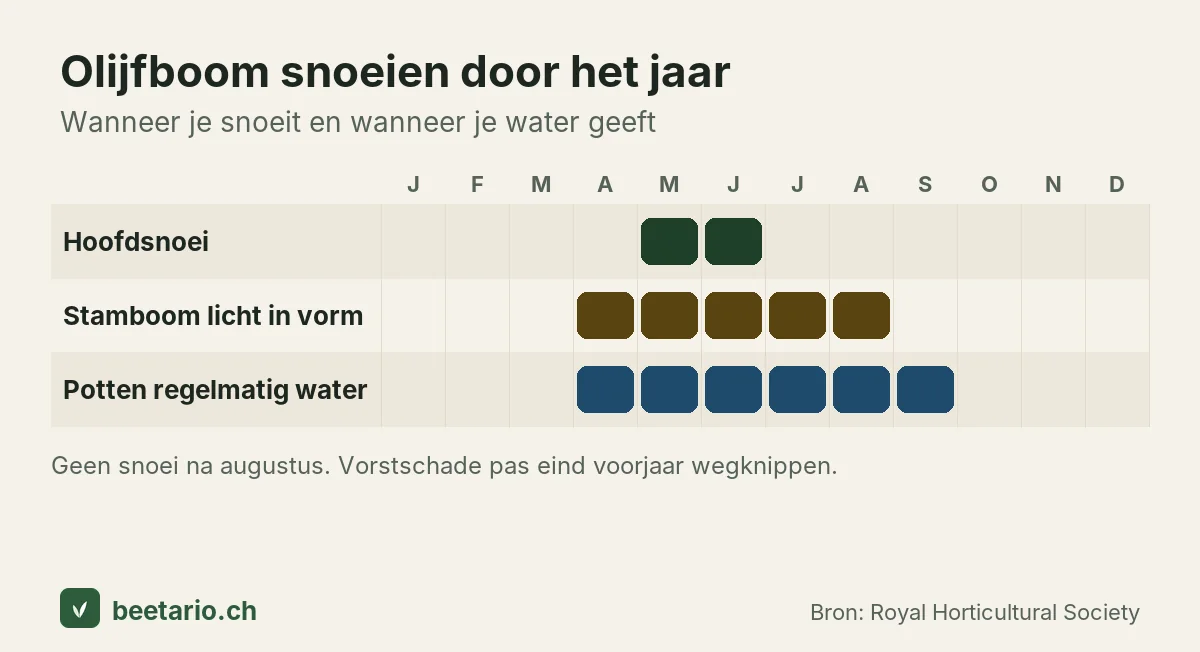 Olijfboom snoeien door het jaar
Wanneer je snoeit en wanneer je water geeft
J F M A M J J A S O N D
Hoofdsnoei
Stamboom licht in vorm
Potten regelmatig water
Geen snoei na augustus. Vorstschade pas eind voorjaar wegknippen.
beetario.ch
Bron: Royal Horticultural Society